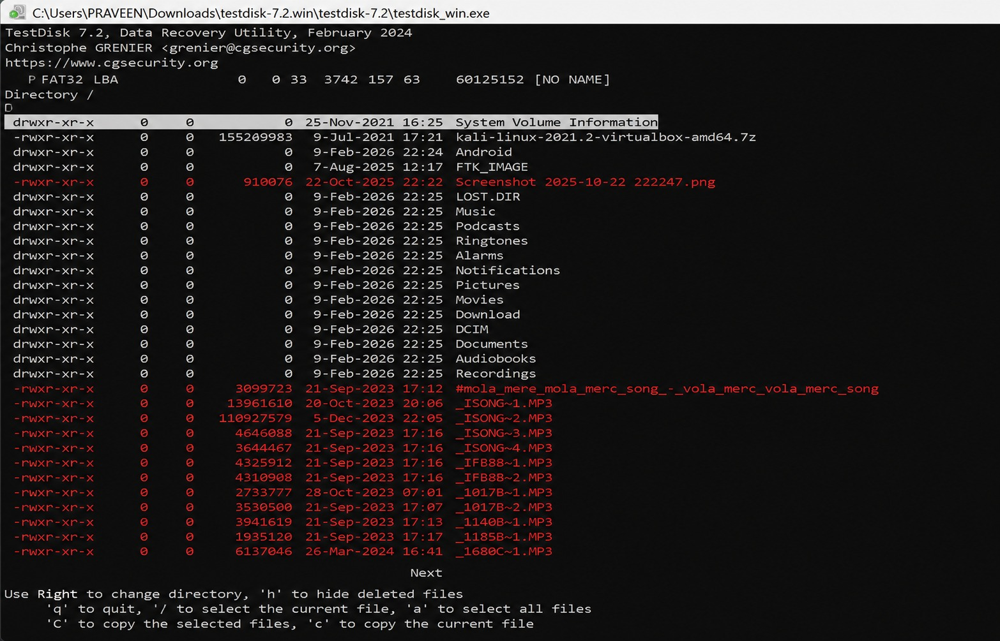 C:\Users\PRAVEEN\Downloads\testdisk-7.2.win\testdisk-7.2\testdisk_win.exe
TestDisk 7.2, Data Recovery Utility, February 2024
Christophe GRENIER <grenier@cgsecurity.org>
https://www.cgsecurity.org
P FAT32 LBA 0 0 33 3742 157 63 60125152 [NO NAME]
Directory /
D
drwxr-xr-x 0 0 0 25-Nov-2021 16:25 System Volume Information
-rwxr-xr-x 0 0 155209983 9-Jul-2021 17:21 kali-linux-2021.2-virtualbox-amd64.7z
drwxr-xr-x 0 0 0 9-Feb-2026 22:24 Android
drwxr-xr-x 0 0 0 7-Aug-2025 12:17 FTK_IMAGE
-rwxr-xr-x 0 0 910076 22-Oct-2025 22:22 Screenshot 2025-10-22 222247.png
drwxr-xr-x 0 0 0 9-Feb-2026 22:25 LOST.DIR
drwxr-xr-x 0 0 0 9-Feb-2026 22:25 Music
drwxr-xr-x 0 0 0 9-Feb-2026 22:25 Podcasts
drwxr-xr-x 0 0 0 9-Feb-2026 22:25 Ringtones
drwxr-xr-x 0 0 0 9-Feb-2026 22:25 Alarms
drwxr-xr-x 0 0 0 9-Feb-2026 22:25 Notifications
drwxr-xr-x 0 0 0 9-Feb-2026 22:25 Pictures
drwxr-xr-x 0 0 0 9-Feb-2026 22:25 Movies
drwxr-xr-x 0 0 0 9-Feb-2026 22:25 Download
drwxr-xr-x 0 0 0 9-Feb-2026 22:25 DCIM
drwxr-xr-x 0 0 0 9-Feb-2026 22:25 Documents
drwxr-xr-x 0 0 0 9-Feb-2026 22:25 Audiobooks
drwxr-xr-x 0 0 0 9-Feb-2026 22:25 Recordings
-rwxr-xr-x 0 0 3099723 21-Sep-2023 17:12 #mola_mere_mola_merc_song_-_vola_merc_vola_merc_song
-rwxr-xr-x 0 0 13961610 20-Oct-2023 20:06 _ISONG~1.MP3
-rwxr-xr-x 0 0 110927579 5-Dec-2023 22:05 _ISONG~2.MP3
-rwxr-xr-x 0 0 4646088 21-Sep-2023 17:16 _ISONG~3.MP3
-rwxr-xr-x 0 0 3644467 21-Sep-2023 17:16 _ISONG~4.MP3
-rwxr-xr-x 0 0 4325912 21-Sep-2023 17:16 _IFB88~1.MP3
-rwxr-xr-x 0 0 4310908 21-Sep-2023 17:16 _IFB8B~2.MP3
-rwxr-xr-x 0 0 2733777 28-Oct-2023 07:01 _1017B~1.MP3
-rwxr-xr-x 0 0 3530500 21-Sep-2023 17:07 _1017B~2.MP3
-rwxr-xr-x 0 0 3941619 21-Sep-2023 17:13 _1140B~1.MP3
-rwxr-xr-x 0 0 1935120 21-Sep-2023 17:17 _1185B~1.MP3
-rwxr-xr-x 0 0 6137046 26-Mar-2024 16:41 _1680C~1.MP3
Next
Use Right to change directory, 'h' to hide deleted files
'q' to quit, '/ to select the current file, 'a' to select all files
'C' to copy the selected files, 'c' to copy the current file